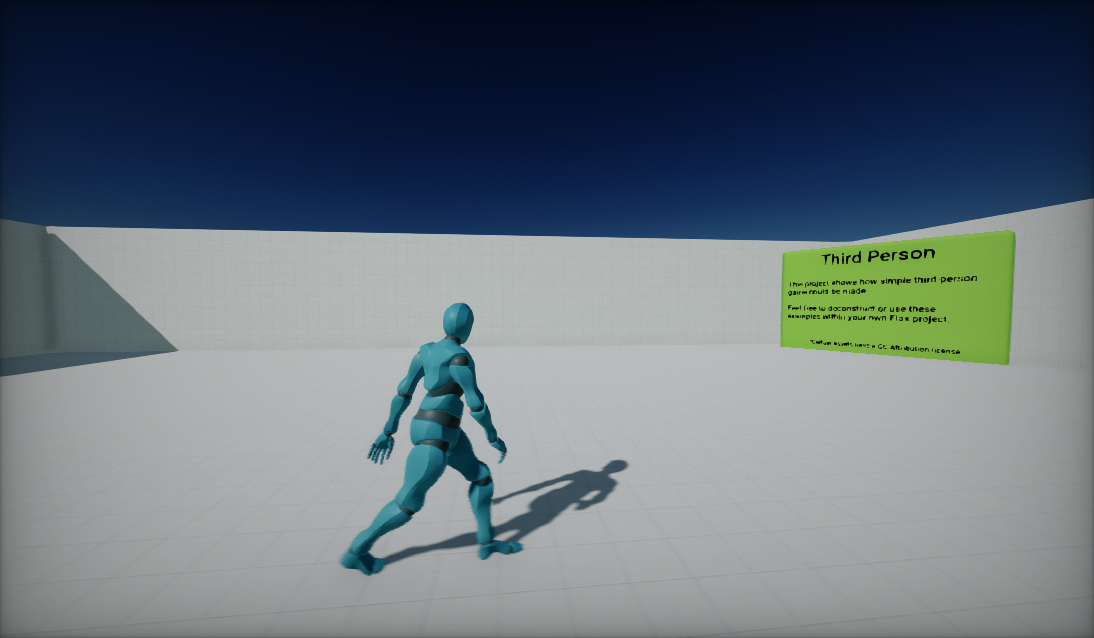 Third Person
This project shows how simple third-person
game could be made
Feel free to deconstruct or use these
examples within your own Flax project.
*Certain assets have a CC Attribution license